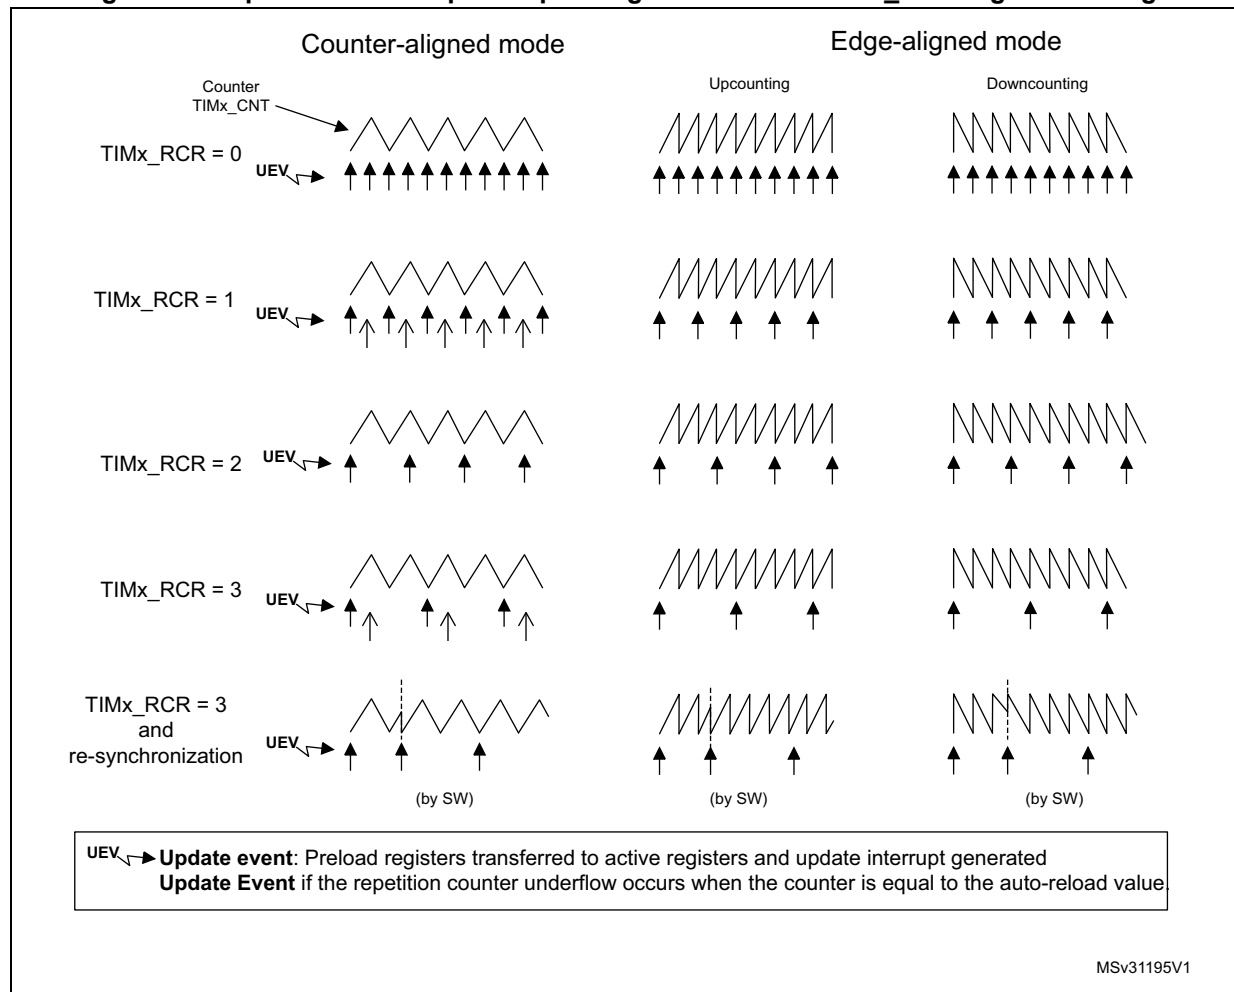 Counter-aligned mode
Edge-aligned mode
Counter
TIMx_CNT
Upcounting
Downcounting
TIMx_RCR = 0
UEV
TIMx_RCR = 1
UEV
TIMx_RCR = 2
UEV
TIMx_RCR = 3
UEV
TIMx_RCR = 3
and
re-synchronization
UEV
(by SW)
(by SW)
(by SW)
UEV Update event: Preload registers transferred to active registers and update interrupt generated
Update Event if the repetition counter underflow occurs when the counter is equal to the auto-reload value.
MSv31195V1